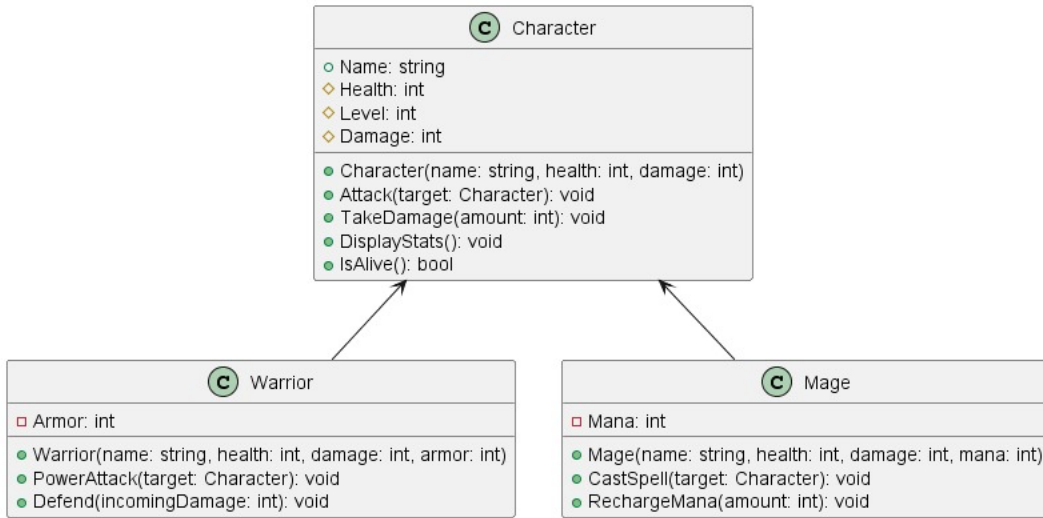 C Character
Name: string
Health: int
Level: int
Damage: int
Character(name: string, health: int, damage: int)
Attack(target: Character): void
TakeDamage(amount: int): void
DisplayStats(): void
IsAlive(): bool
C Warrior
Armor: int
Warrior(name: string, health: int, damage: int, armor: int)
PowerAttack(target: Character): void
Defend(incomingDamage: int): void
C Mage
Mana: int
Mage(name: string, health: int, damage: int, mana: int)
CastSpell(target: Character): void
RechargeMana(amount: int): void